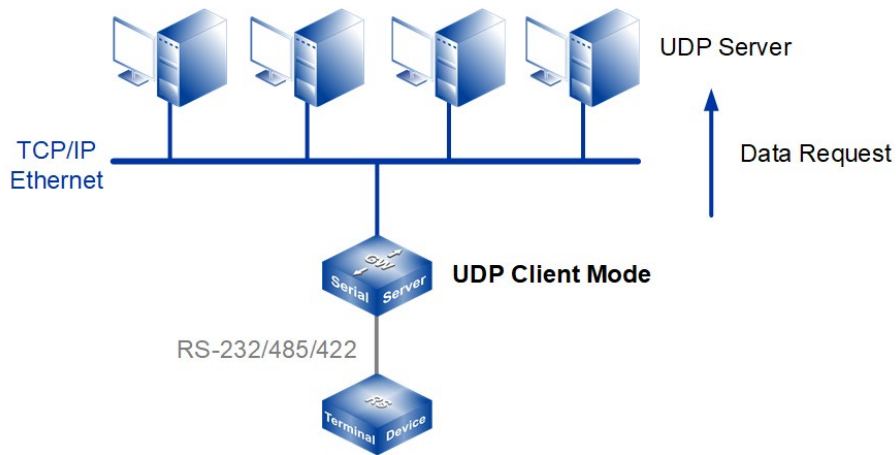 UDP Server
TCP/IP
Ethernet
Data Request
GW
Serial Server
UDP Client Mode
RS-232/485/422
RS
Terminal Device